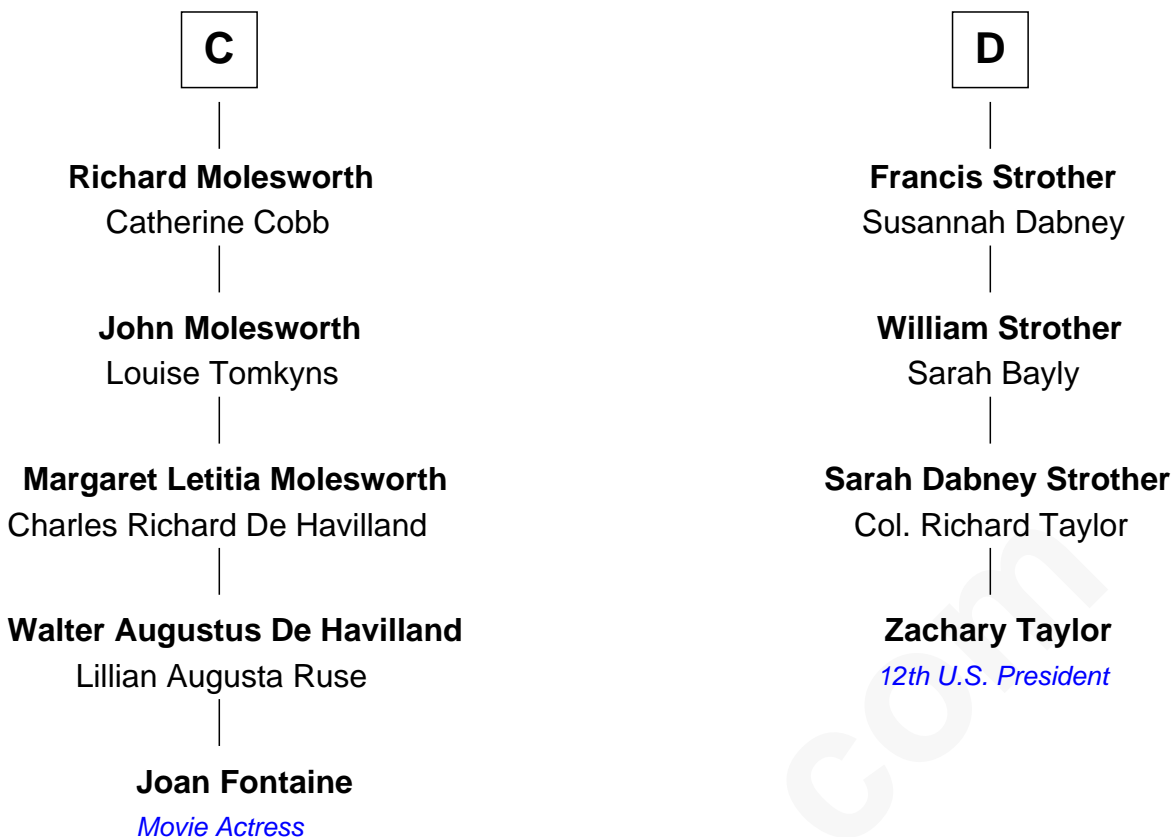 C
Richard Molesworth
Catherine Cobb
John Molesworth
Louise Tomkyns
Margaret Letitia Molesworth
Charles Richard De Havilland
Walter Augustus De Havilland
Lillian Augusta Ruse
Joan Fontaine
Movie Actress
D
Francis Strother
Susannah Dabney
William Strother
Sarah Bayly
Sarah Dabney Strother
Col. Richard Taylor
Zachary Taylor
12th U.S. President
com